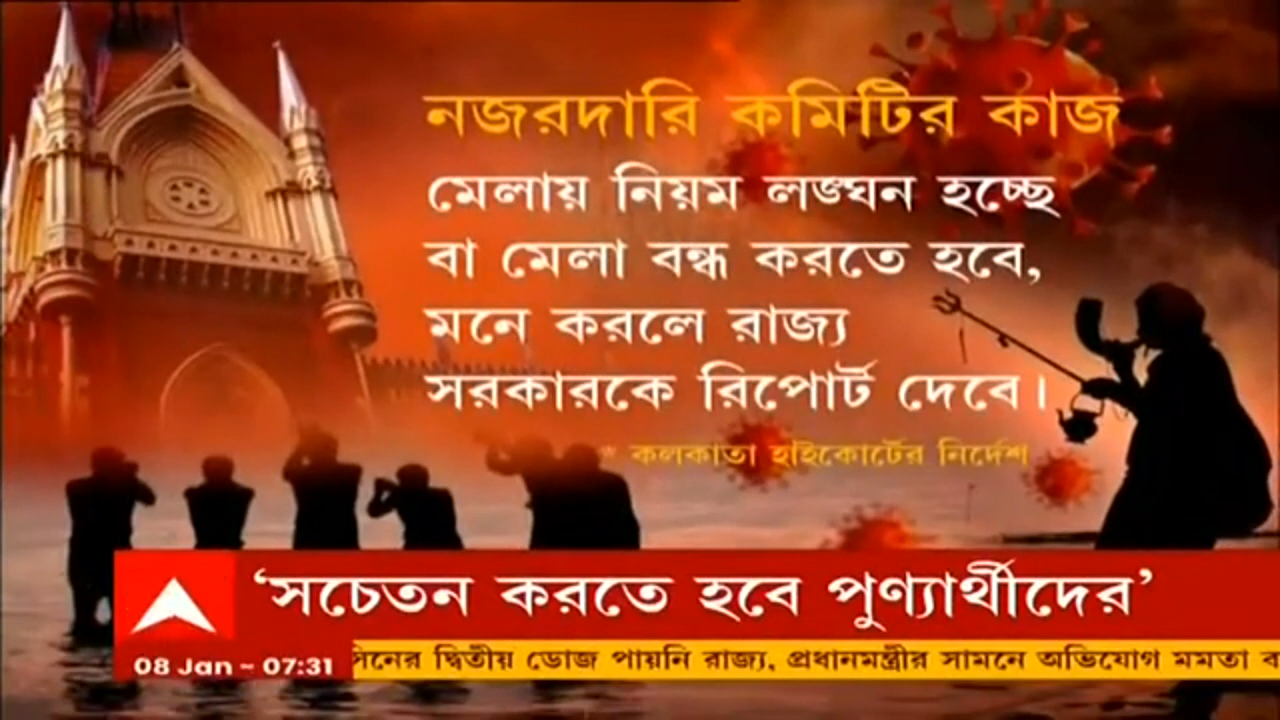 নজরদারি কমিটির কাজ
মেলায় নিয়ম লঙ্ঘন হচ্ছে
বা মেলা বন্ধ করতে হবে,
মনে করলে রাজ্য
সরকারকে রিপোর্ট দেবে।
* কলকাতা হাইকোর্টের নির্দেশ
‘সচেতন করতে হবে পুণ্যার্থীদের’
08 Jan - 07:31
দ্বিতীয় ডোজ পায়নি রাজ্য, প্রধানমন্ত্রীর সামনে অভিযোগ মমতা